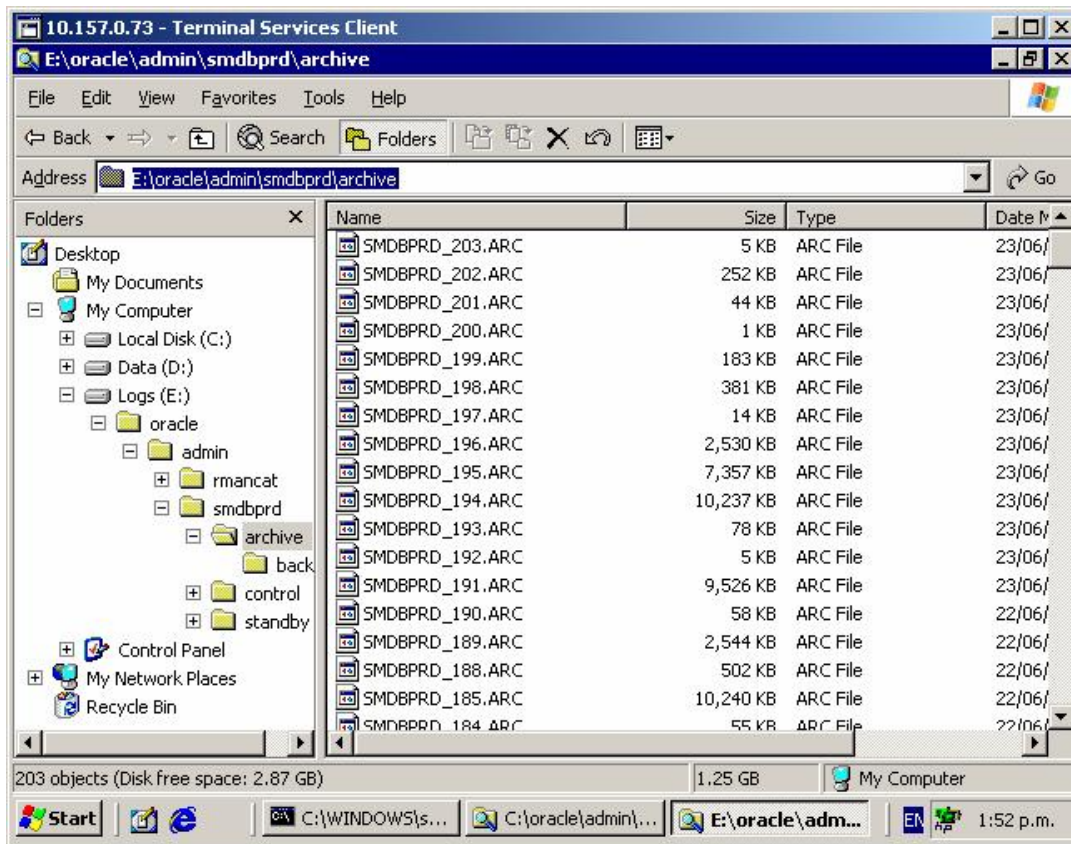 10.157.0.73 - Terminal Services Client
E:\oracle\admin\smdbprd\archive
File Edit View Favorites Tools Help
Back Search Folders
Address E:\oracle\admin\smdbprd\archive Go
Folders
Desktop
My Documents
My Computer
Local Disk (C:)
Data (D:)
Logs (E:)
oracle
admin
rmancat
smdbprd
archive
back
control
standby
Control Panel
My Network Places
Recycle Bin
Name Size Type Date M
SMDBPRD_203.ARC 5 KB ARC File 23/06/
SMDBPRD_202.ARC 252 KB ARC File 23/06/
SMDBPRD_201.ARC 44 KB ARC File 23/06/
SMDBPRD_200.ARC 1 KB ARC File 23/06/
SMDBPRD_199.ARC 183 KB ARC File 23/06/
SMDBPRD_198.ARC 381 KB ARC File 23/06/
SMDBPRD_197.ARC 14 KB ARC File 23/06/
SMDBPRD_196.ARC 2,530 KB ARC File 23/06/
SMDBPRD_195.ARC 7,357 KB ARC File 23/06/
SMDBPRD_194.ARC 10,237 KB ARC File 23/06/
SMDBPRD_193.ARC 78 KB ARC File 23/06/
SMDBPRD_192.ARC 5 KB ARC File 23/06/
SMDBPRD_191.ARC 9,526 KB ARC File 23/06/
SMDBPRD_190.ARC 58 KB ARC File 22/06/
SMDBPRD_189.ARC 2,544 KB ARC File 22/06/
SMDBPRD_188.ARC 502 KB ARC File 22/06/
SMDBPRD_185.ARC 10,240 KB ARC File 22/06/
SMDBPRD_184.ARC 55 KB ARC File 22/06/
203 objects (Disk free space: 2.87 GB) 1.25 GB My Computer
Start C:\WINDOWS\s... C:\oracle\admin\... E:\oracle\adm... EN 1:52 p.m.